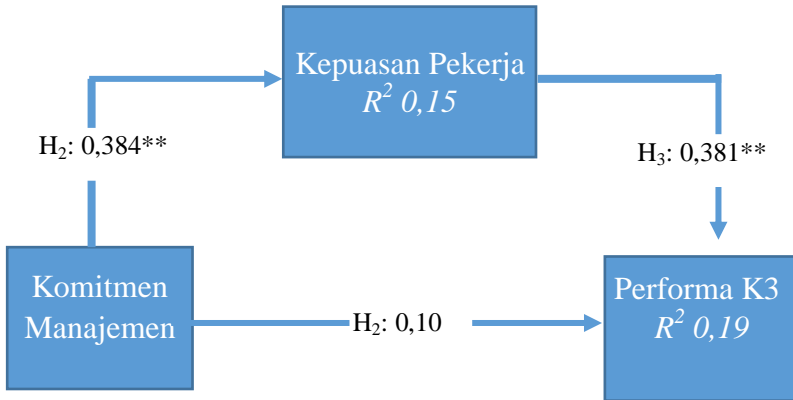 Kepuasan Pekerja
R² 0,15
H₂: 0,384**
H₃: 0,381**
Komitmen
Manajemen
H₂: 0,10
Performa K3
R² 0,19